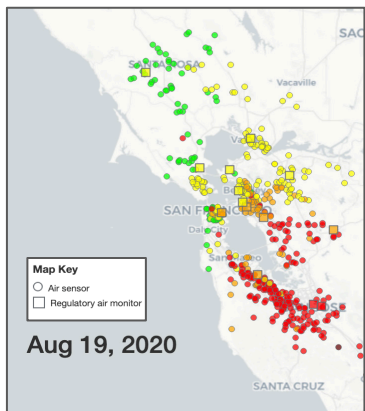 SAC
SANTA ROSA
Vacaville
SAN FRANCISCO
Daly City
San Mateo
Map Key
Air sensor
Regulatory air monitor
Aug 19, 2020
SANTA CRUZ